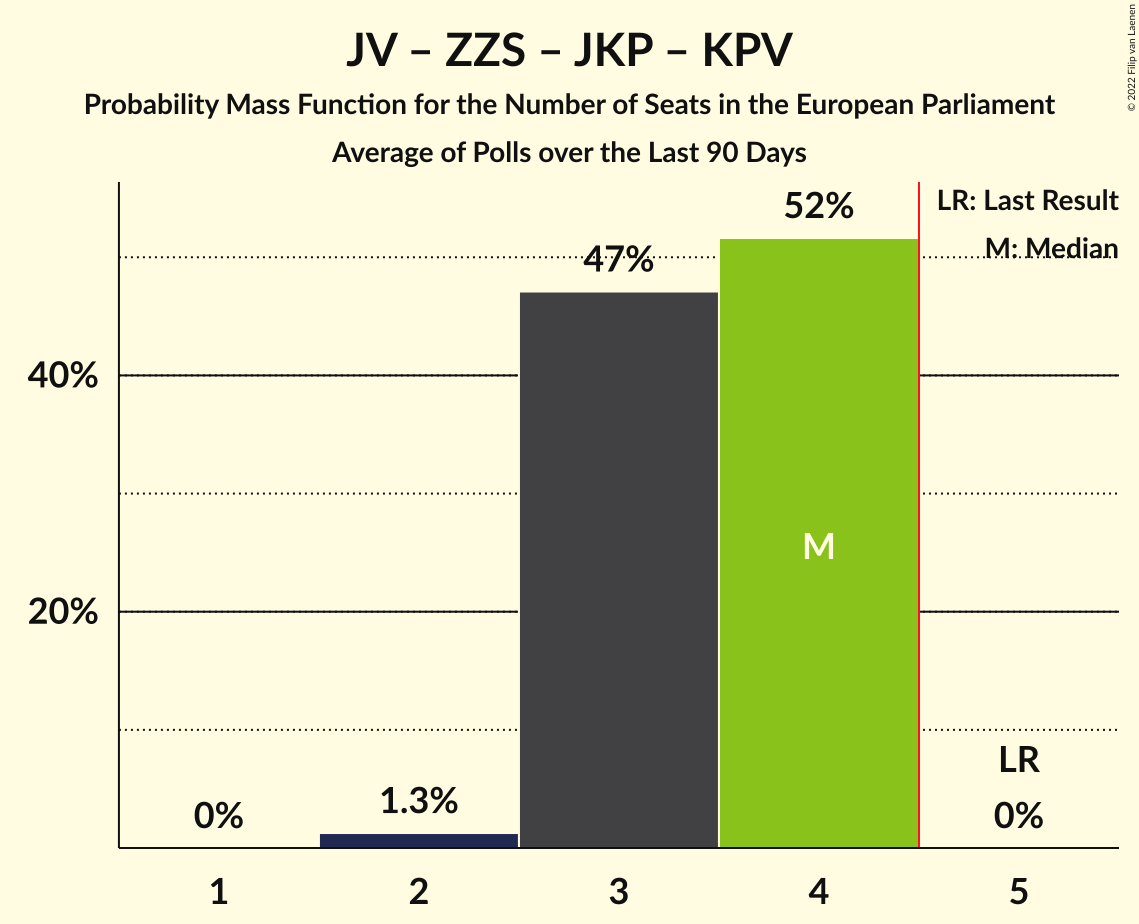 JV – ZZS – JKP – KPV
Probability Mass Function for the Number of Seats in the European Parliament
Average of Polls over the Last 90 Days
© 2022 Filip van Laenen
LR: Last Result
M: Median
52%
47%
40%
M
20%
LR
1.3%
0%
0%
1 2 3 4 5